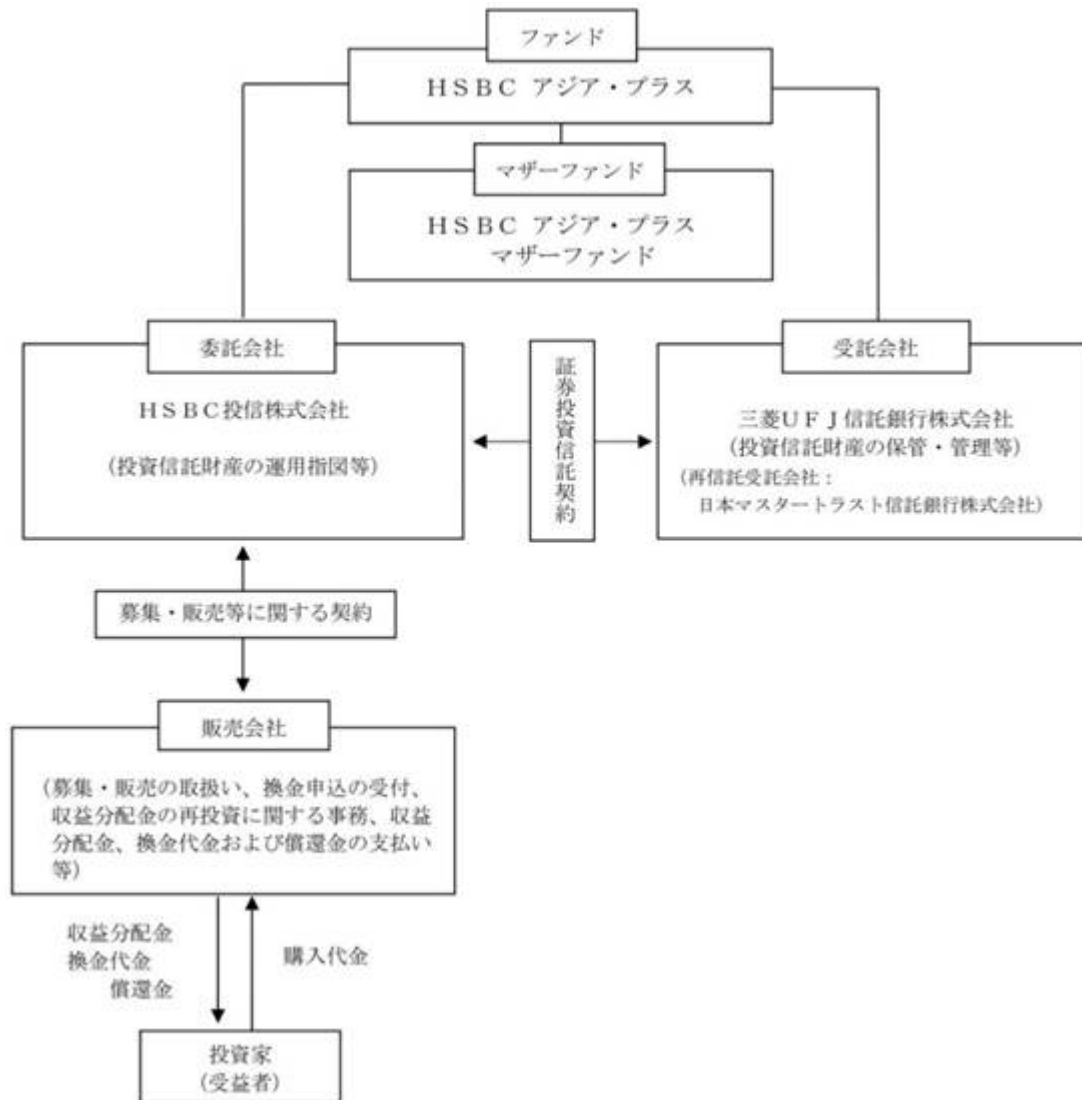 ファンド
ＨＳＢＣ アジア・プラス
マザーファンド
ＨＳＢＣ アジア・プラス
マザーファンド
委託会社
ＨＳＢＣ投信株式会社
（投資信託財産の運用指図等）
証券投資信託契約
受託会社
三菱ＵＦＪ信託銀行株式会社
（投資信託財産の保管・管理等）
（再信託受託会社：
日本マスタートラスト信託銀行株式会社）
募集・販売等に関する契約
販売会社
（募集・販売の取扱い、換金申込の受付、
収益分配金の再投資に関する事務、収益
分配金、換金代金および償還金の支払い
等）
収益分配金
換金代金
償還金
購入代金
投資家
（受益者）